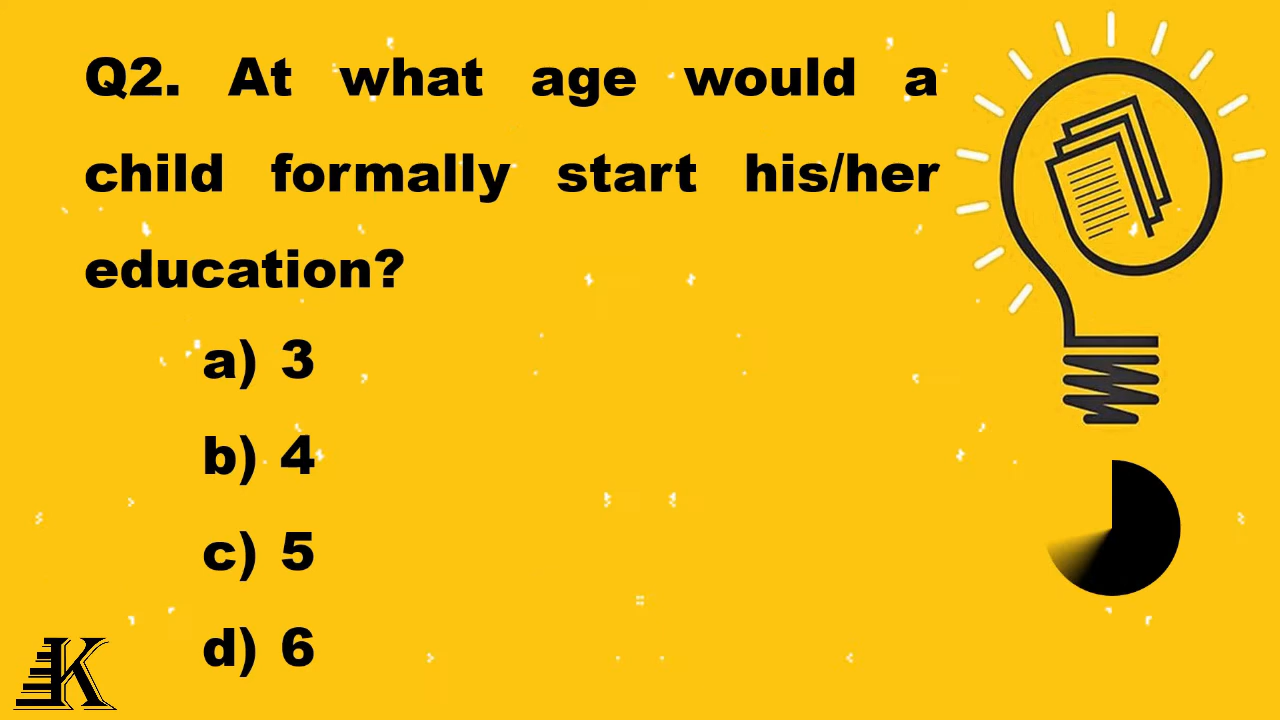 Q2. At what age would a
child formally start his/her
education?
a) 3
b) 4
c) 5
d) 6
K